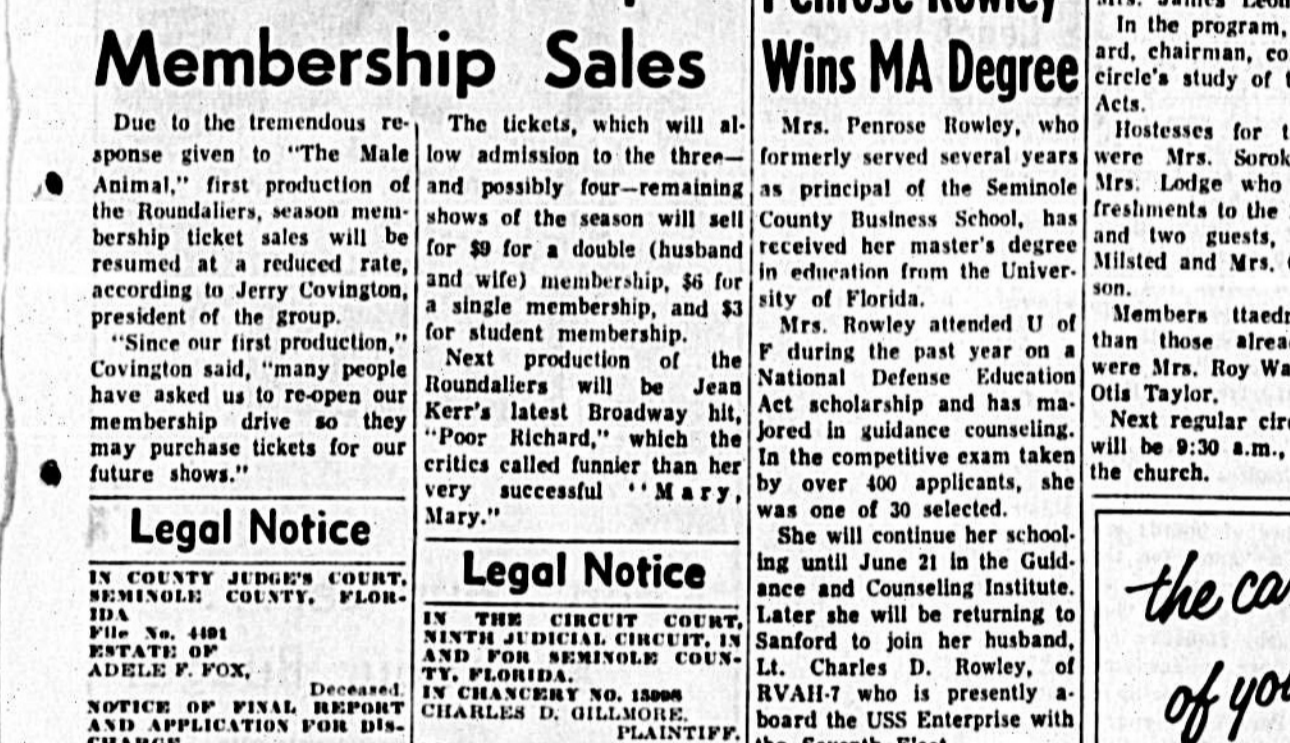 Membership Sales
Due to the tremendous re-
sponse given to "The Male
Animal," first production of
the Roundaliers, season mem-
bership ticket sales will be
resumed at a reduced rate,
according to Jerry Covington,
president of the group.
"Since our first production,"
Covington said, "many people
have asked us to re-open our
membership drive so they
may purchase tickets for our
future shows."
Legal Notice
IN COUNTY JUDGE'S COURT,
SEMINOLE COUNTY, FLOR-
IDA
File No. 4491
ESTATE OF
ADELE F. FOX,
Deceased.
NOTICE OF FINAL REPORT
AND APPLICATION FOR DIS-
CHARGE
The tickets, which will al-
low admission to the three—
and possibly four—remaining
shows of the season will sell
for $9 for a double (husband
and wife) membership, $6 for
a single membership, and $3
for student membership.
Next production of the
Roundaliers will be Jean
Kerr's latest Broadway hit,
"Poor Richard," which the
critics called funnier than her
very successful "Mary,
Mary."
Legal Notice
IN THE CIRCUIT COURT,
NINTH JUDICIAL CIRCUIT, IN
AND FOR SEMINOLE COUN-
TY, FLORIDA.
IN CHANCERY NO.
CHARLES D. GILLMORE,
PLAINTIFF.
Penrose Rowley
Wins MA Degree
Mrs. Penrose Rowley, who
formerly served several years
as principal of the Seminole
County Business School, has
received her master's degree
in education from the Univer-
sity of Florida.
Mrs. Rowley attended U of
F during the past year on a
National Defense Education
Act scholarship and has ma-
jored in guidance counseling.
In the competitive exam taken
by over 400 applicants, she
was one of 30 selected.
She will continue her school-
ing until June 21 in the Guid-
ance and Counseling Institute.
Later she will be returning to
Sanford to join her husband,
Lt. Charles D. Rowley, of
RVAH-7 who is presently a-
board the USS Enterprise with
the Seventh Fleet
Mrs. James
In the program,
ard, chairman, co
circle's study of t
Acts.
Hostesses for t
were Mrs. Sorok
Mrs. Lodge who
freshments to the
and two guests,
Milsted and Mrs.
son.
Members ttaedn
than those alrea
were Mrs. Roy Wa
Otis Taylor.
Next regular circ
will be 9:30 a.m.,
the church.
the ca
of yo